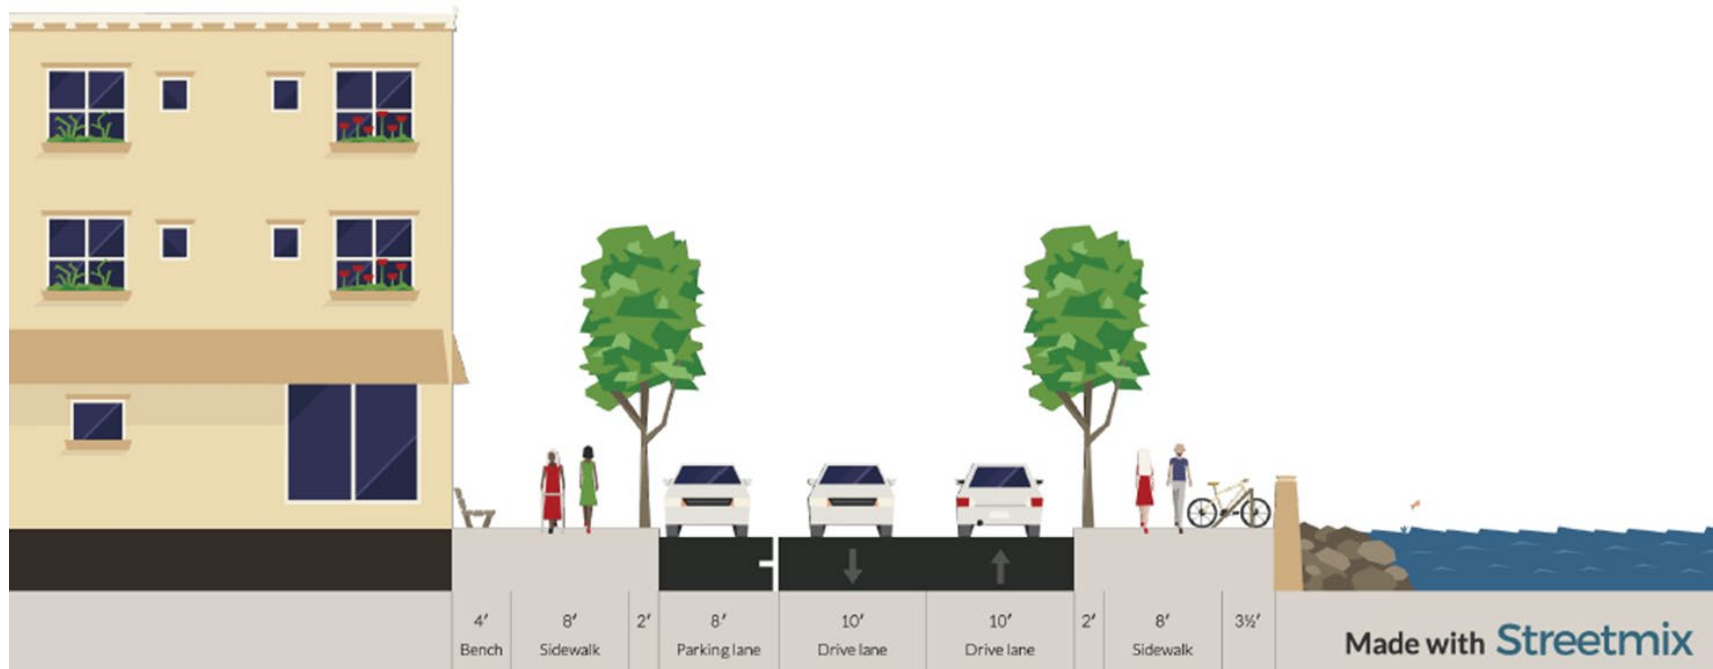 4′
8′
2′
8′
10′
10′
2′
8′
3½′
Bench
Sidewalk
Parking lane
Drive lane
Drive lane
Sidewalk
Made with Streetmix